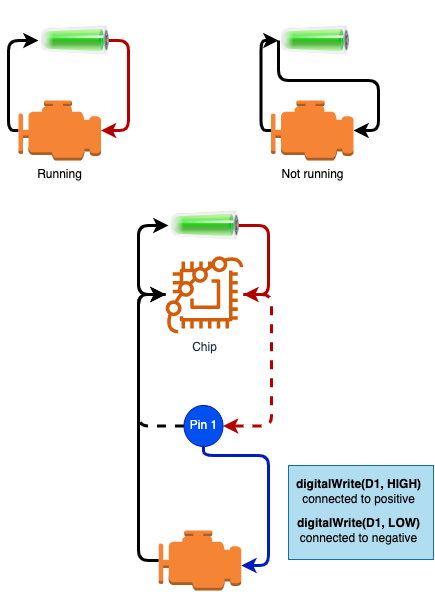 Running
Not running
Chip
Pin 1
digitalWrite(D1, HIGH)
connected to positive
digitalWrite(D1, LOW)
connected to negative